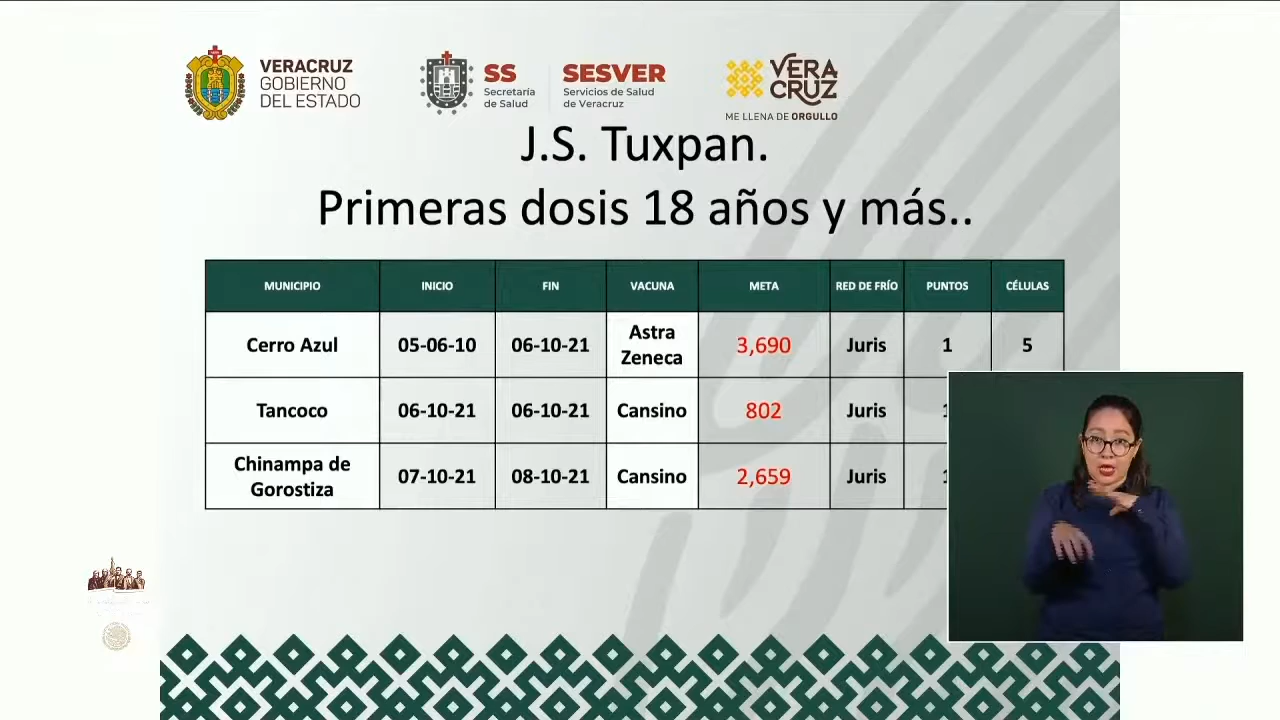 VERACRUZ
GOBIERNO
DEL ESTADO
SS
Secretaría
de Salud
SESVER
Servicios de Salud
de Veracruz
VERA
CRUZ
ME LLENA DE ORGULLO
J.S. Tuxpan.
Primeras dosis 18 años y más..
MUNICIPIO INICIO FIN VACUNA META RED DE FRÍO PUNTOS CÉLULAS
Cerro Azul 05-06-10 06-10-21 Astra Zeneca 3,690 Juris 1 5
Tancoco 06-10-21 06-10-21 Cansino 802 Juris
Chinampa de Gorostiza 07-10-21 08-10-21 Cansino 2,659 Juris